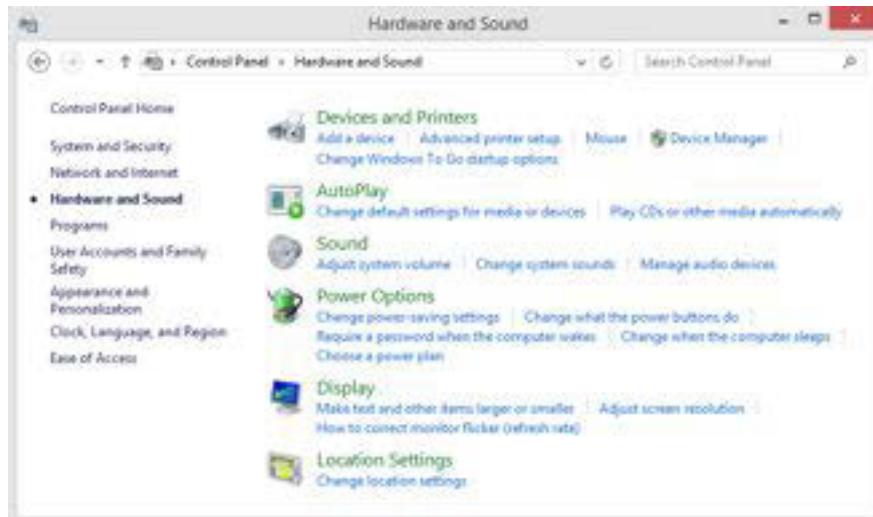 Hardware and Sound
Control Panel Hardware and Sound Search Control Panel
Control Panel Home
System and Security
Network and Internet
Hardware and Sound
Programs
User Accounts and Family
Safety
Appearance and
Personalization
Clock, Language, and Region
Ease of Access
Devices and Printers
Add a device Advanced printer setup Mouse Device Manager
Change Windows To Go startup options
AutoPlay
Change default settings for media or devices Play CDs or other media automatically
Sound
Adjust system volume Change system sounds Manage audio devices
Power Options
Change power-saving settings Change what the power buttons do
Require a password when the computer wakes Change when the computer sleeps
Choose a power plan
Display
Make text and other items larger or smaller Adjust screen resolution
How to correct monitor flicker (refresh rate)
Location Settings
Change location settings